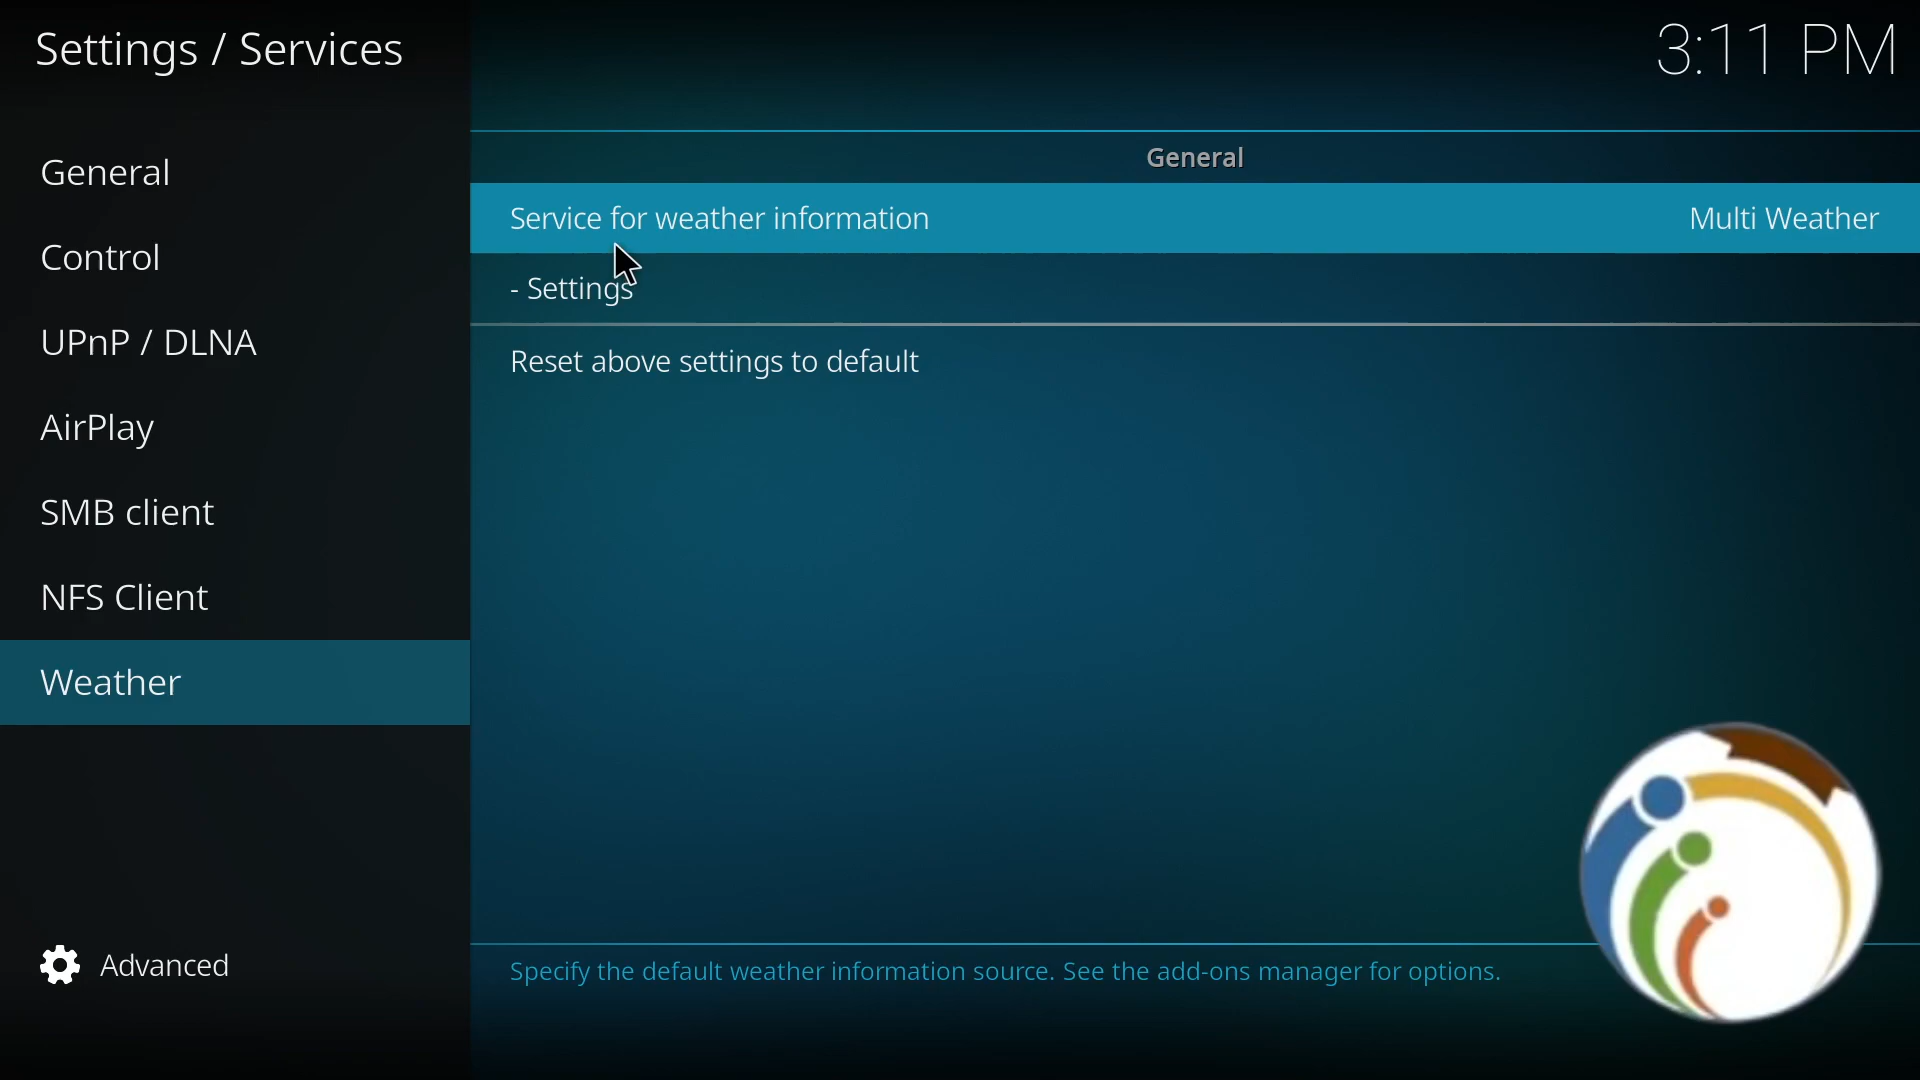 Settings / Services
3:11 PM
General
Control
UPnP / DLNA
AirPlay
SMB client
NFS Client
Weather
Advanced
General
Service for weather information Multi Weather
- Settings
Reset above settings to default
Specify the default weather information source. See the add-ons manager for options.